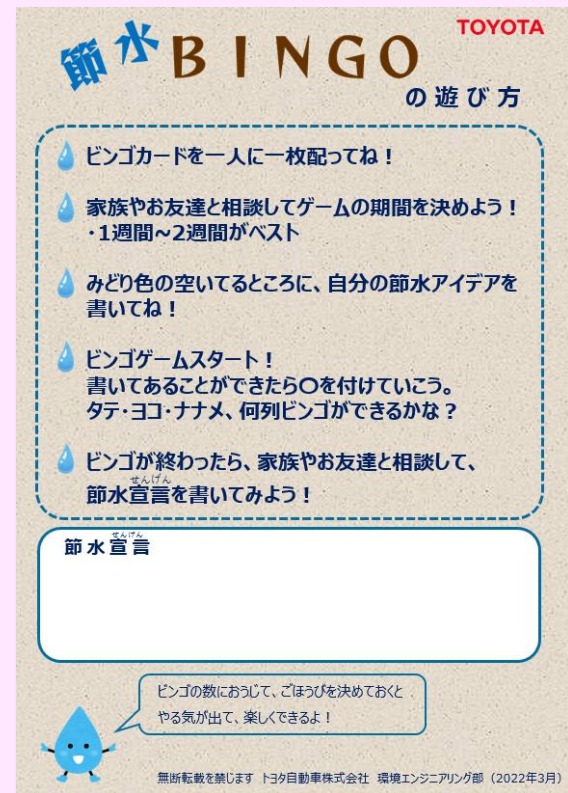 TOYOTA
節水BINGO
の遊び方
ビンゴカードを一人に一枚配ってね！
家族やお友達と相談してゲームの期間を決めよう！
・1週間~2週間がベスト
みどり色の空いてるところに、自分の節水アイデアを
書いてね！
ビンゴゲームスタート！
書いてあることができたら〇を付けていこう。
タテ・ヨコ・ナナメ、何列ビンゴができるかな？
ビンゴが終わったら、家族やお友達と相談して、
せんげん
節水宣言を書いてみよう！
せんげん
節水宣言
ビンゴの数におうじて、ごほうびを決めておくと
やる気が出て、楽しくできるよ！
無断転載を禁じます トヨタ自動車株式会社 環境エンジニアリング部（2022年3月）